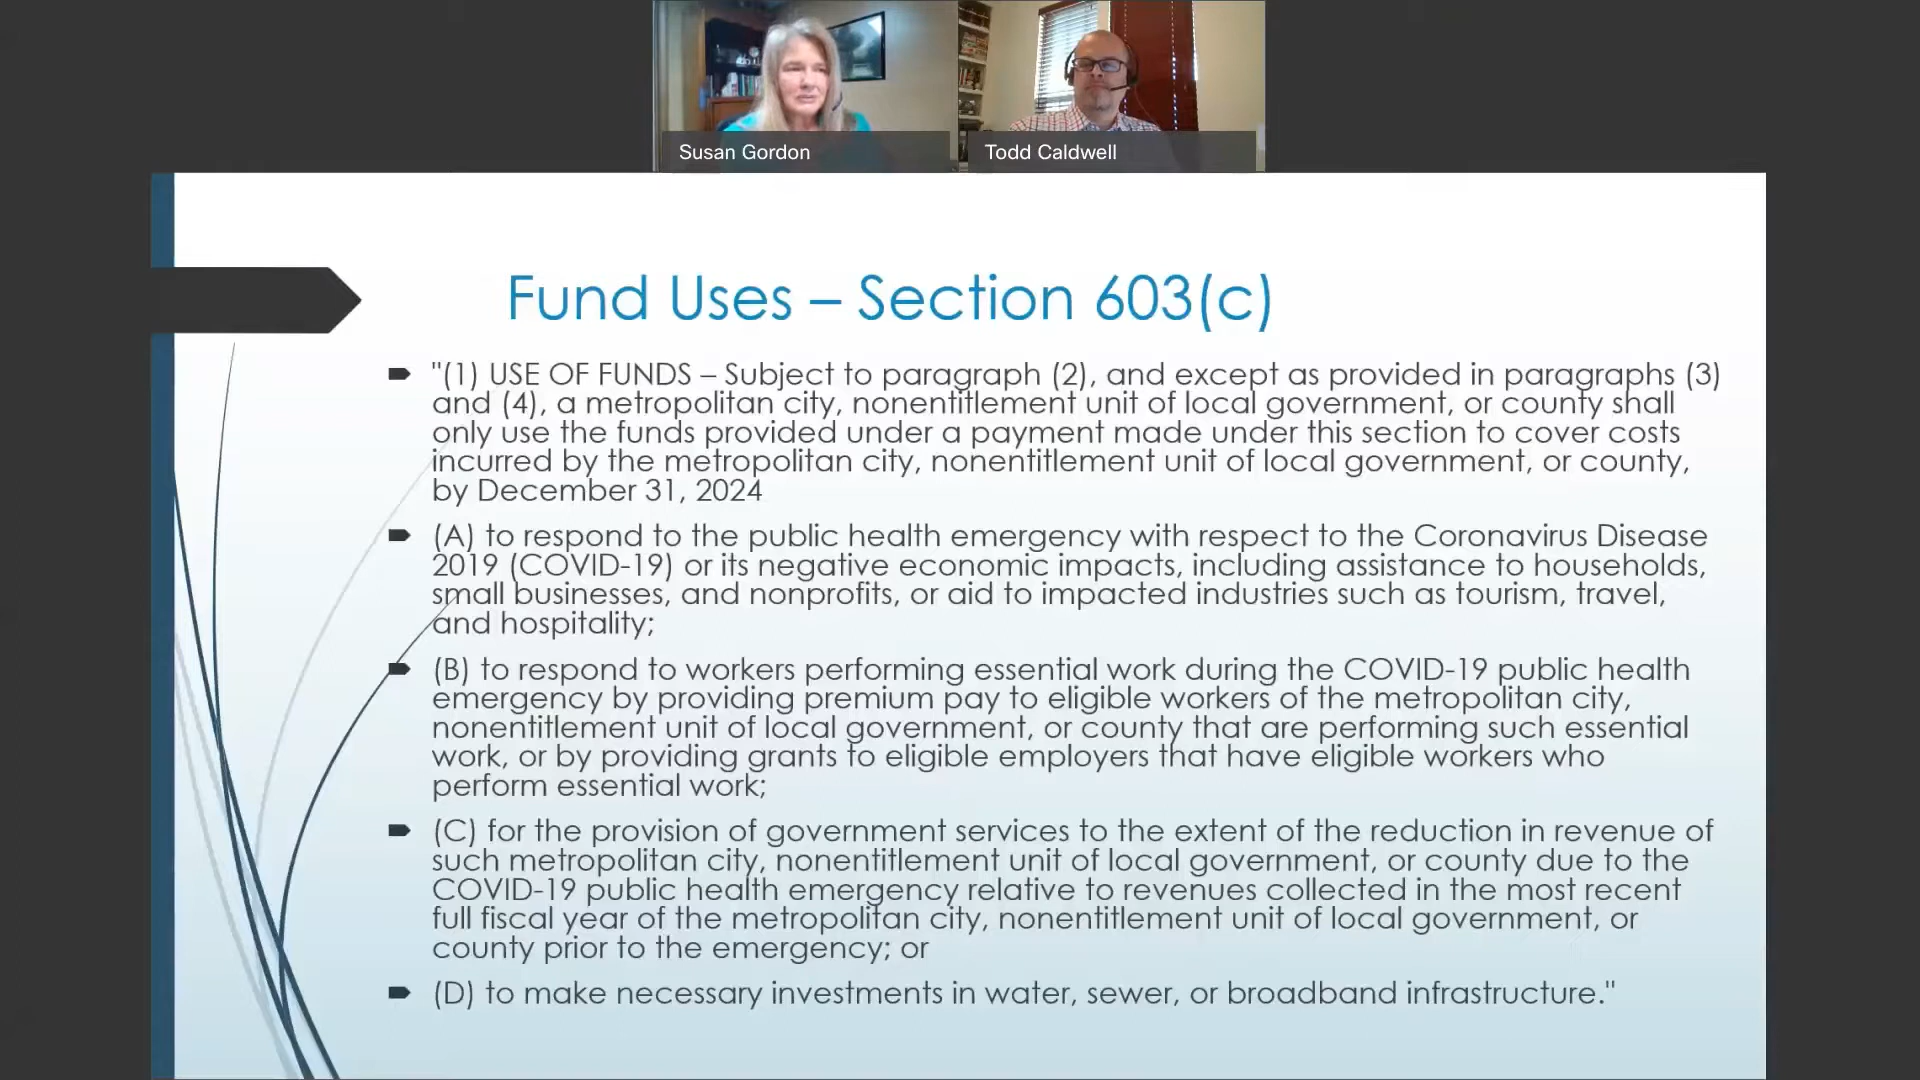 Susan Gordon
Todd Caldwell
Fund Uses – Section 603(c)
"(1) USE OF FUNDS – Subject to paragraph (2), and except as provided in paragraphs (3)
and (4), a metropolitan city, nonentitlement unit of local government, or county shall
only use the funds provided under a payment made under this section to cover costs
incurred by the metropolitan city, nonentitlement unit of local government, or county,
by December 31, 2024
(A) to respond to the public health emergency with respect to the Coronavirus Disease
2019 (COVID-19) or its negative economic impacts, including assistance to households,
small businesses, and nonprofits, or aid to impacted industries such as tourism, travel,
and hospitality;
(B) to respond to workers performing essential work during the COVID-19 public health
emergency by providing premium pay to eligible workers of the metropolitan city,
nonentitlement unit of local government, or county that are performing such essential
work, or by providing grants to eligible employers that have eligible workers who
perform essential work;
(C) for the provision of government services to the extent of the reduction in revenue of
such metropolitan city, nonentitlement unit of local government, or county due to the
COVID-19 public health emergency relative to revenues collected in the most recent
full fiscal year of the metropolitan city, nonentitlement unit of local government, or
county prior to the emergency; or
(D) to make necessary investments in water, sewer, or broadband infrastructure."